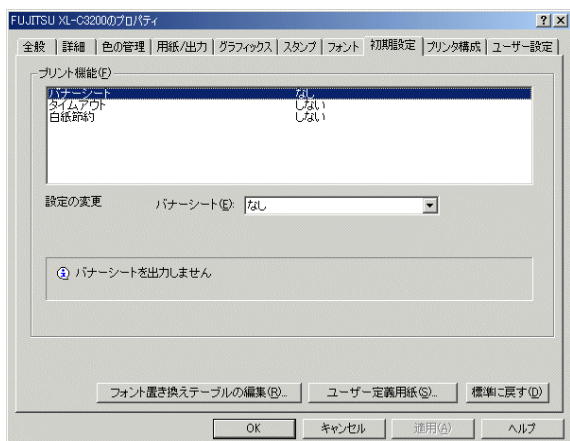 FUJITSU XL-C3200のプロパティ
全般 詳細 色の管理 用紙/出力 グラフィックス スタンプ フォント 初期設定 プリンタ構成 ユーザー設定
プリント機能(F)
バナーシート なし
タイムアウト しない
白紙節約 しない
設定の変更 バナーシート(E): なし
バナーシートを出力しません
フォント置き換えテーブルの編集(R)... ユーザー定義用紙(S)... 標準に戻す(D)
OK キャンセル 適用(A) ヘルプ